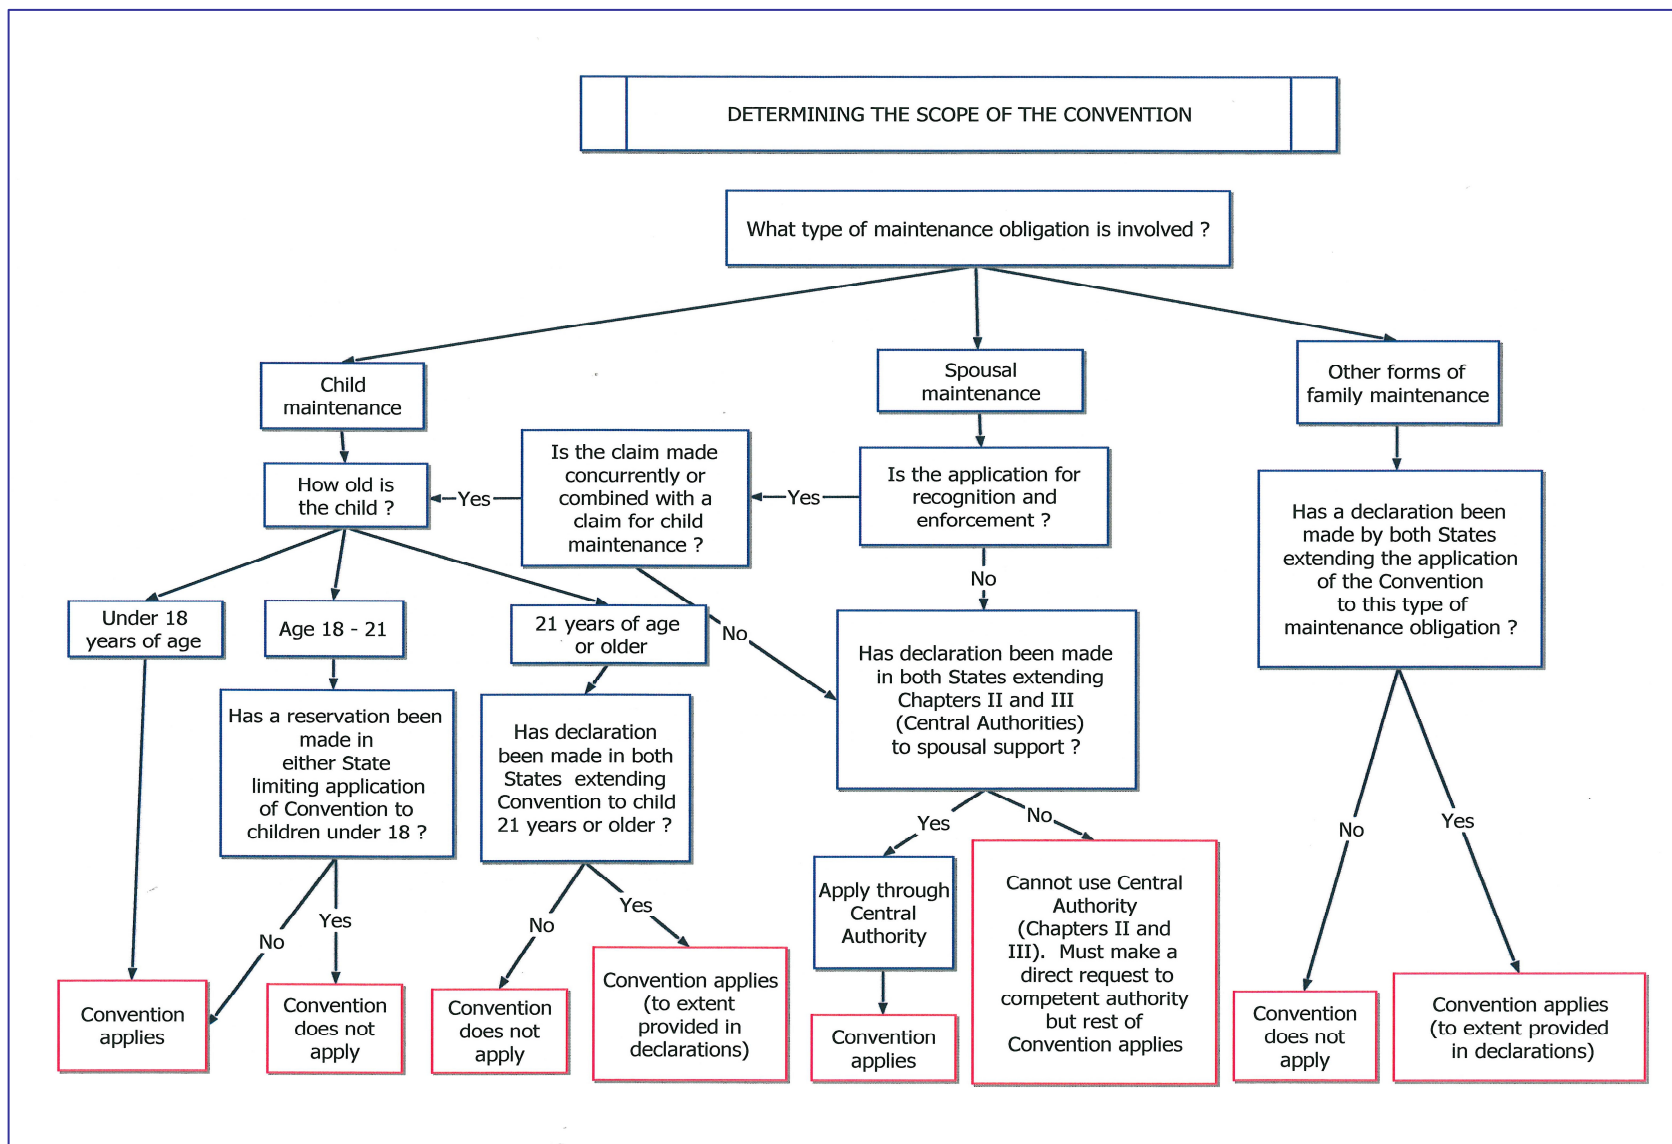 DETERMINING THE SCOPE OF THE CONVENTION
What type of maintenance obligation is involved ?
Child
maintenance
Spousal
maintenance
Other forms of
family maintenance
How old is
the child ?
Yes
Is the claim made
concurrently or
combined with a
claim for child
maintenance ?
Yes
Is the application for
recognition and
enforcement ?
Has a declaration been
made by both States
extending the application
of the Convention
to this type of
maintenance obligation ?
No
Under 18
years of age
Age 18 - 21
21 years of age
or older
No
Has declaration been made
in both States extending
Chapters II and III
(Central Authorities)
to spousal support ?
Has a reservation been
made in
either State
limiting application
of Convention to
children under 18 ?
Has declaration
been made in both
States extending
Convention to child
21 years or older ?
Yes
No
No
Yes
No
Yes
No
Yes
Apply through
Central
Authority
Cannot use Central
Authority
(Chapters II and
III). Must make a
direct request to
competent authority
but rest of
Convention applies
Convention
applies
Convention
does not
apply
Convention
does not
apply
Convention applies
(to extent
provided in
declarations)
Convention
applies
Convention
does not
apply
Convention applies
(to extent provided
in declarations)